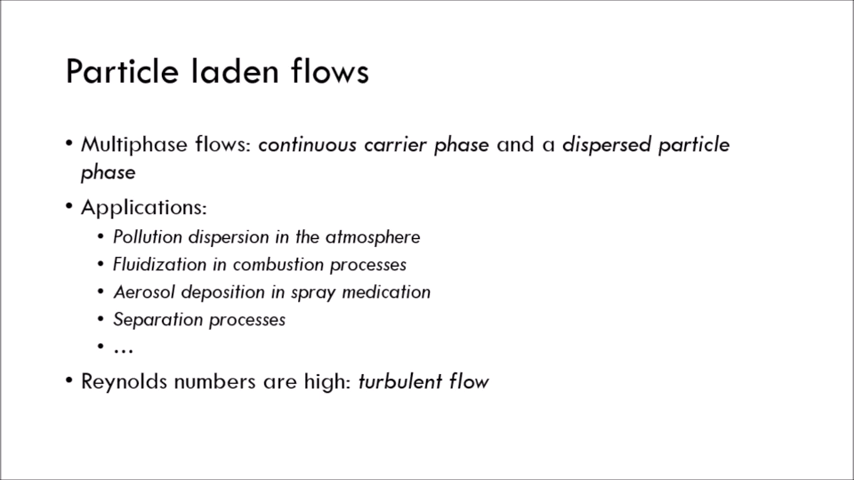 Particle laden flows
• Multiphase flows: continuous carrier phase and a dispersed particle
phase
• Applications:
• Pollution dispersion in the atmosphere
• Fluidization in combustion processes
• Aerosol deposition in spray medication
• Separation processes
• ...
• Reynolds numbers are high: turbulent flow